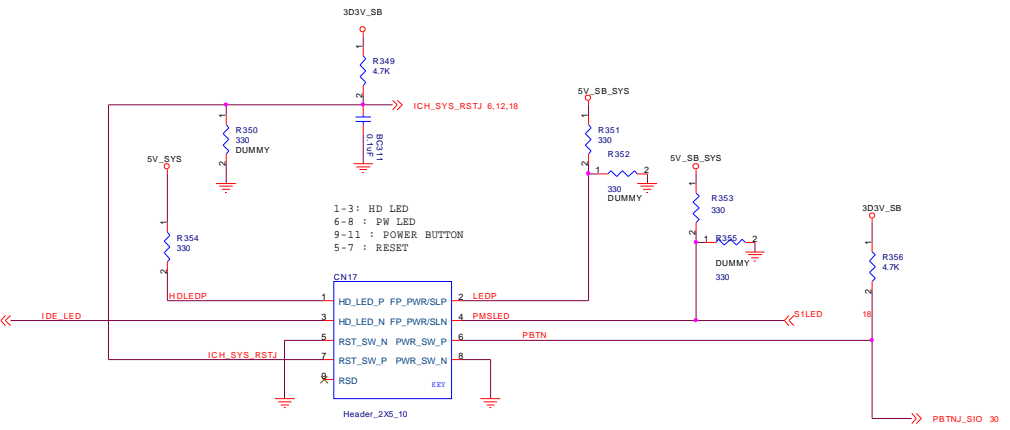 3D3V_SB
1
R349
4.7K
2
ICH_SYS_RSTJ 6,12,18
5V_SB_SYS
1
R350
330
DUMMY
2
BC311
0.1uF
1
R351
330
2
R352
1
2
330
DUMMY
5V_SYS
5V_SB_SYS
1
R353
330
2
1-3: HD LED
6-8 : PW LED
9-11 : POWER BUTTON
5-7 : RESET
3D3V_SB
1
R354
330
2
R355
1
2
DUMMY
330
1
R356
4.7K
2
CN17
HDLEDP
1
HD_LED_P
FP_PWR/SLP
2
LEDP
IDE_LED
3
HD_LED_N
FP_PWR/SLN
4
PMSLED
S1LED
18
5
RST_SW_N
PWR_SW_P
6
PBTN
ICH_SYS_RSTJ
7
RST_SW_P
PWR_SW_N
8
9
RSD
KEY
Header_2X5_10
PBTNJ_SIO 30